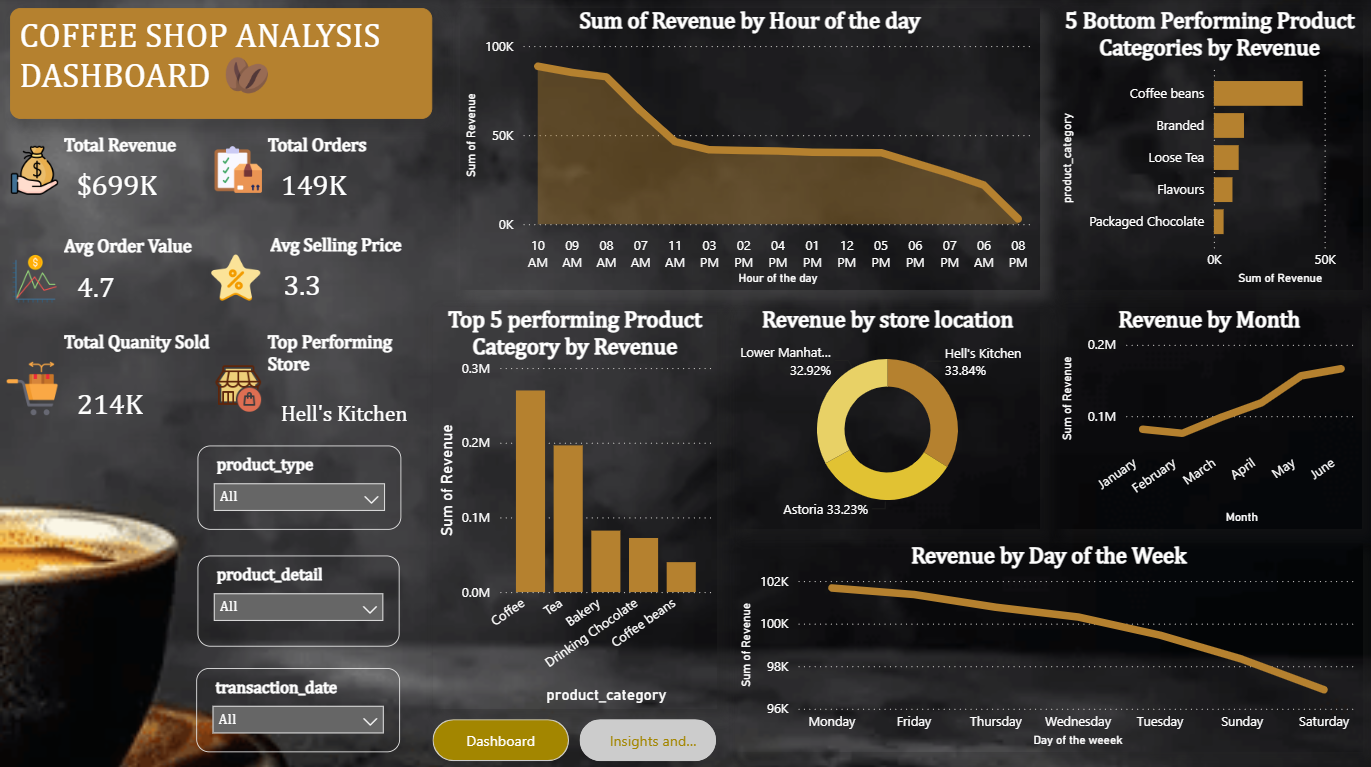 COFFEE SHOP ANALYSIS
DASHBOARD
Total Revenue
$699K
Total Orders
149K
Avg Order Value
4.7
Avg Selling Price
3.3
Total Quanity Sold
214K
Top Performing
Store
Hell's Kitchen
product_type
All
product_detail
All
transaction_date
All
Sum of Revenue by Hour of the day
Sum of Revenue
100K
50K
0K
10 AM
09 AM
08 AM
07 AM
11 AM
03 PM
02 PM
04 PM
01 PM
12 PM
05 PM
06 PM
07 PM
06 AM
08 PM
Hour of the day
5 Bottom Performing Product
Categories by Revenue
product_category
Coffee beans
Branded
Loose Tea
Flavours
Packaged Chocolate
0K
50K
Sum of Revenue
Top 5 performing Product
Category by Revenue
Sum of Revenue
0.3M
0.2M
0.1M
0.0M
Coffee
Tea
Bakery
Drinking Chocolate
Coffee beans
product_category
Revenue by store location
Lower Manhat...
32.92%
Hell's Kitchen
33.84%
Astoria 33.23%
Revenue by Month
Sum of Revenue
0.2M
0.1M
January
February
March
April
May
June
Month
Revenue by Day of the Week
Sum of Revenue
102K
100K
98K
96K
Monday
Friday
Thursday
Wednesday
Tuesday
Sunday
Saturday
Day of the weeek
Dashboard
Insights and...